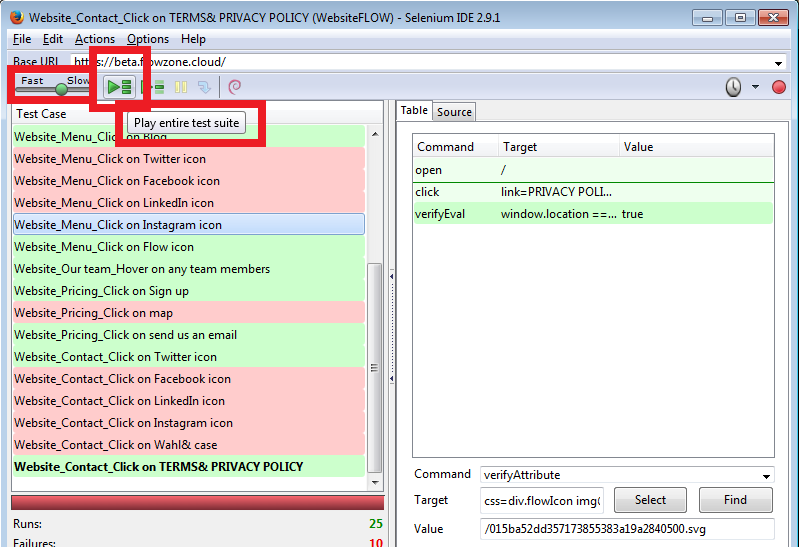 Website_Contact_Click on TERMS& PRIVACY POLICY (WebsiteFLOW) - Selenium IDE 2.9.1
File Edit Actions Options Help
Base URL https://beta.flowzone.cloud/
Fast Slow
Play entire test suite
Test Case
Website_Menu_Click on Blog
Website_Menu_Click on Twitter icon
Website_Menu_Click on Facebook icon
Website_Menu_Click on LinkedIn icon
Website_Menu_Click on Instagram icon
Website_Menu_Click on Flow icon
Website_Our team_Hover on any team members
Website_Pricing_Click on Sign up
Website_Pricing_Click on map
Website_Pricing_Click on send us an email
Website_Contact_Click on Twitter icon
Website_Contact_Click on Facebook icon
Website_Contact_Click on LinkedIn icon
Website_Contact_Click on Instagram icon
Website_Contact_Click on Wahl& case
Website_Contact_Click on TERMS& PRIVACY POLICY
Runs: 25
Failures: 10
Table Source
Command Target Value
open /
click link=PRIVACY POLI...
verifyEval window.location ==... true
Command verifyAttribute
Target css=div.flowIcon img Select Find
Value /015ba52dd357173855383a19a2840500.svg